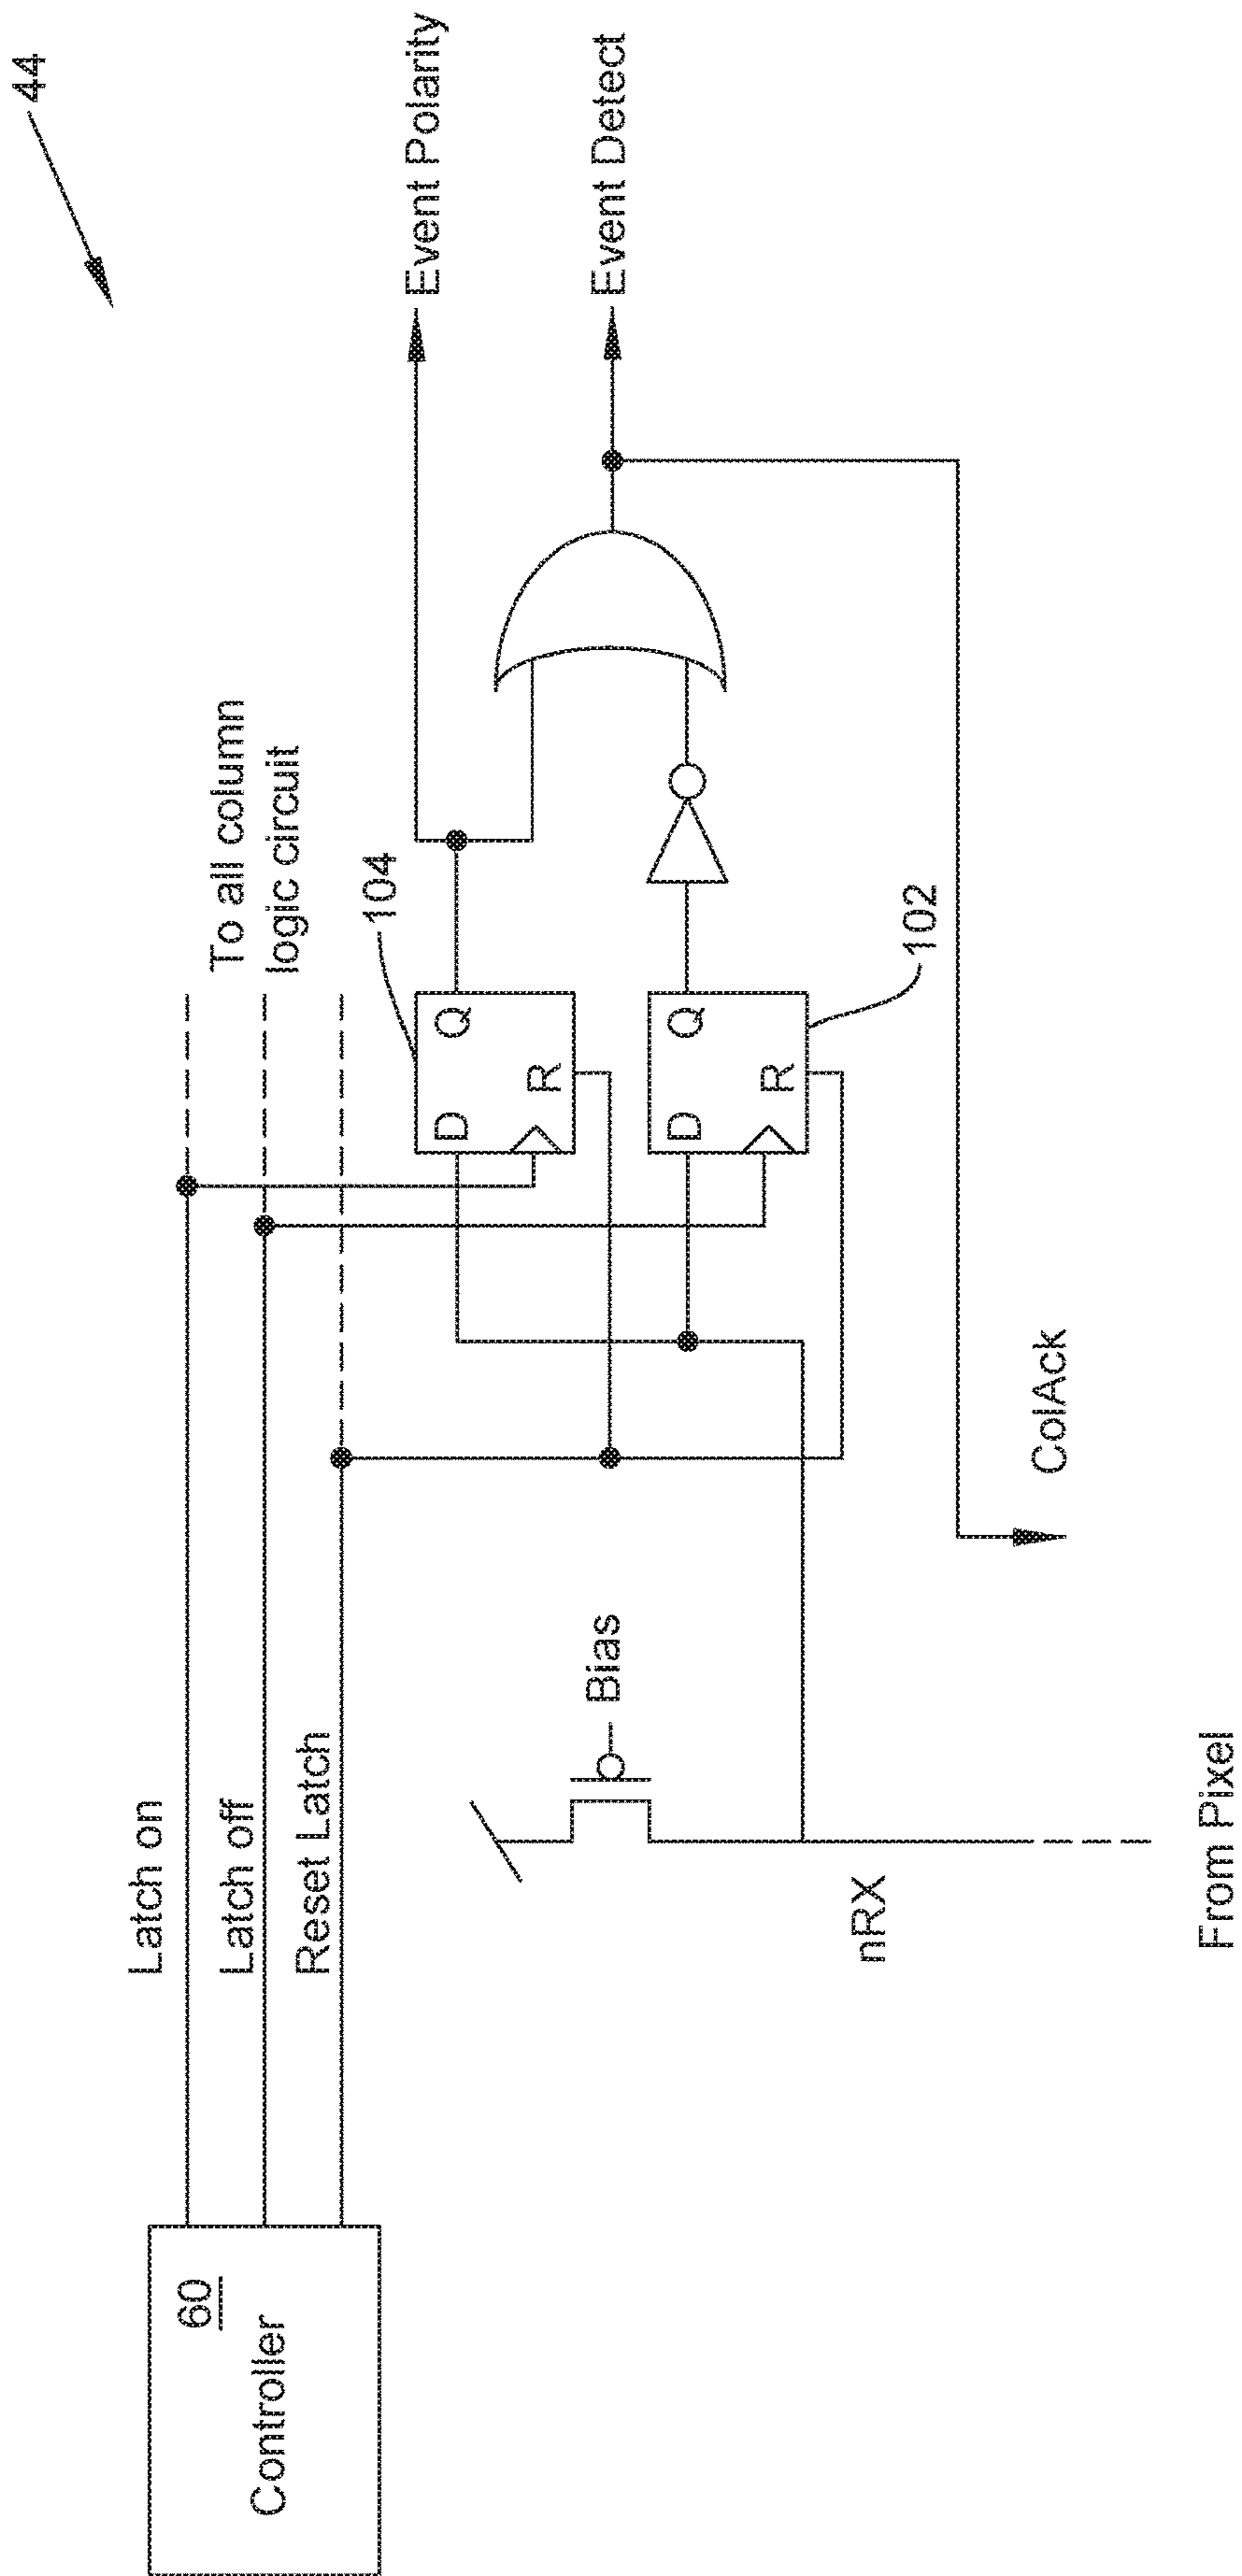 44
Latch on
Latch off
Reset Latch
To all column
logic circuit
60
Controller
Event Polarity
Event Detect
104
D
Q
R
102
D
Q
R
Bias
nRX
ColAck
From Pixel